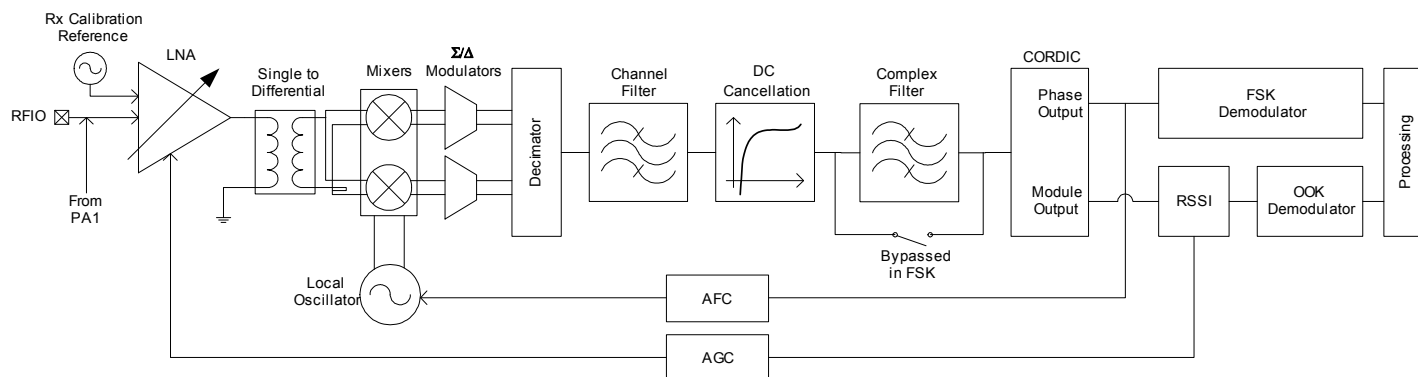 Rx Calibration
Reference
LNA
RFIO
From
PA1
Single to
Differential
Mixers
Σ/Δ
Modulators
Decimator
Channel
Filter
DC
Cancellation
Complex
Filter
Bypassed
in FSK
CORDIC
Phase
Output
Module
Output
FSK
Demodulator
RSSI
OOK
Demodulator
Processing
Local
Oscillator
AFC
AGC